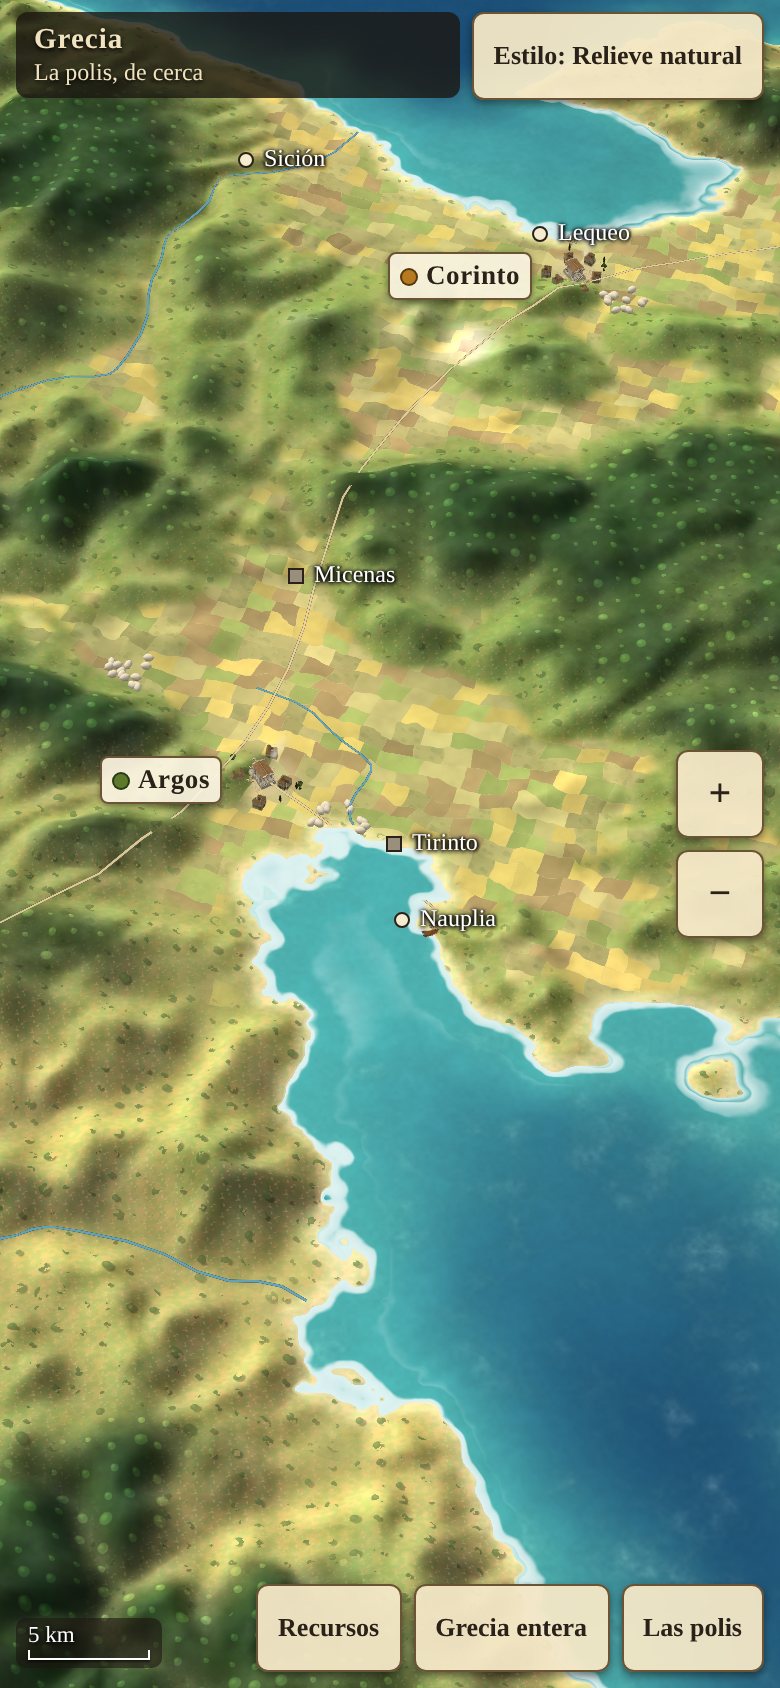 Grecia
La polis, de cerca
Estilo: Relieve natural
Sición
Lequeo
Corinto
Micenas
Argos
Tirinto
Nauplia
+
−
5 km
Recursos
Grecia entera
Las polis